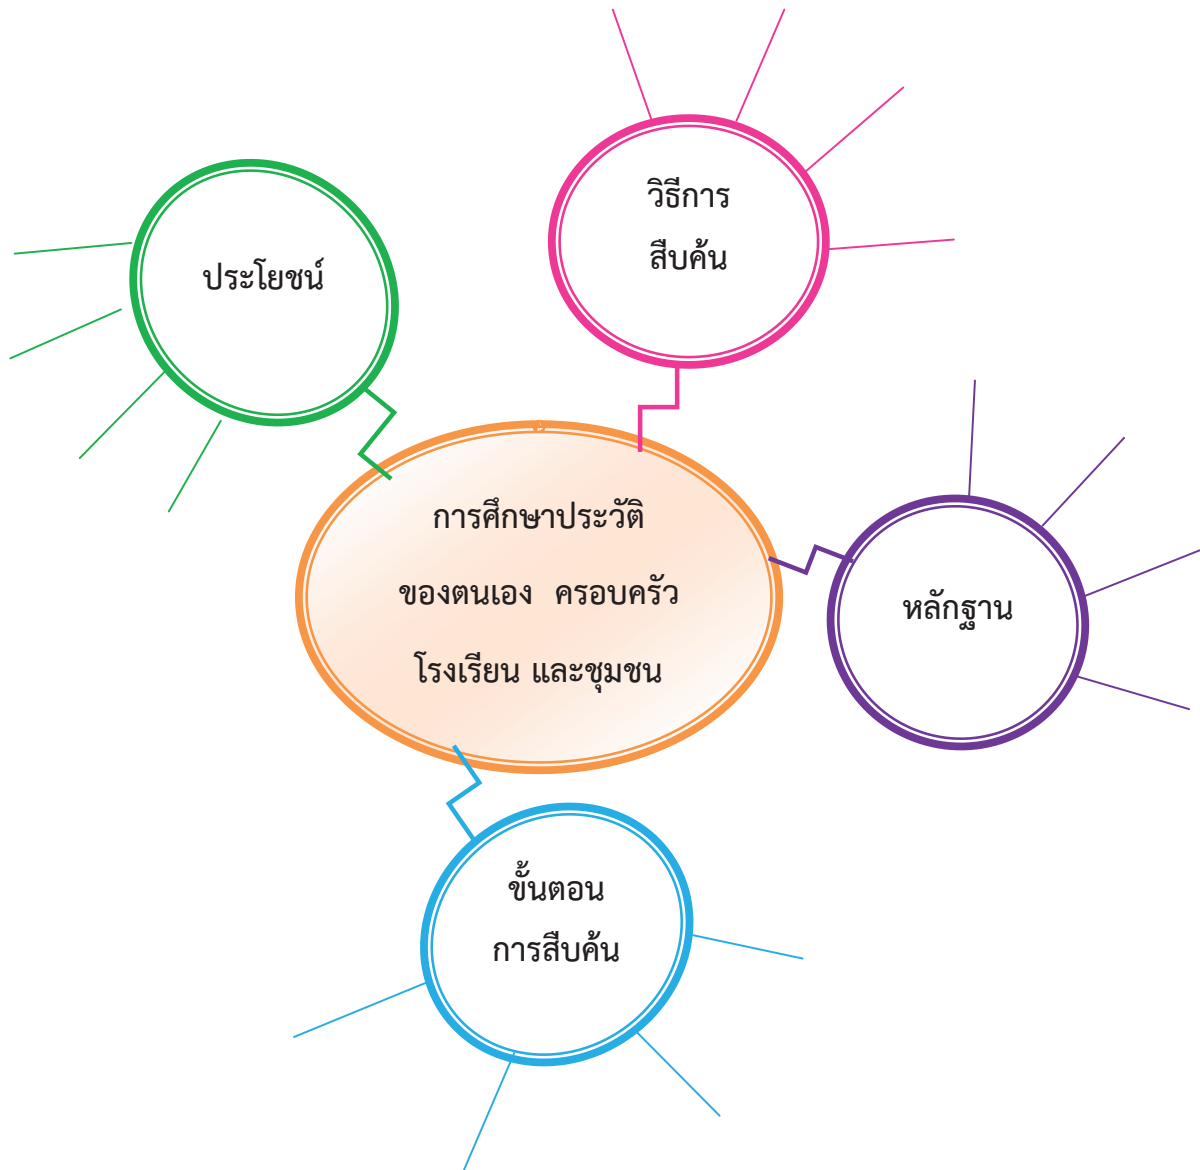 วิธีการ
สืบค้น
ประโยชน์
การศึกษาประวัติ
ของตนเอง ครอบครัว
โรงเรียน และชุมชน
หลักฐาน
ขั้นตอน
การสืบค้น